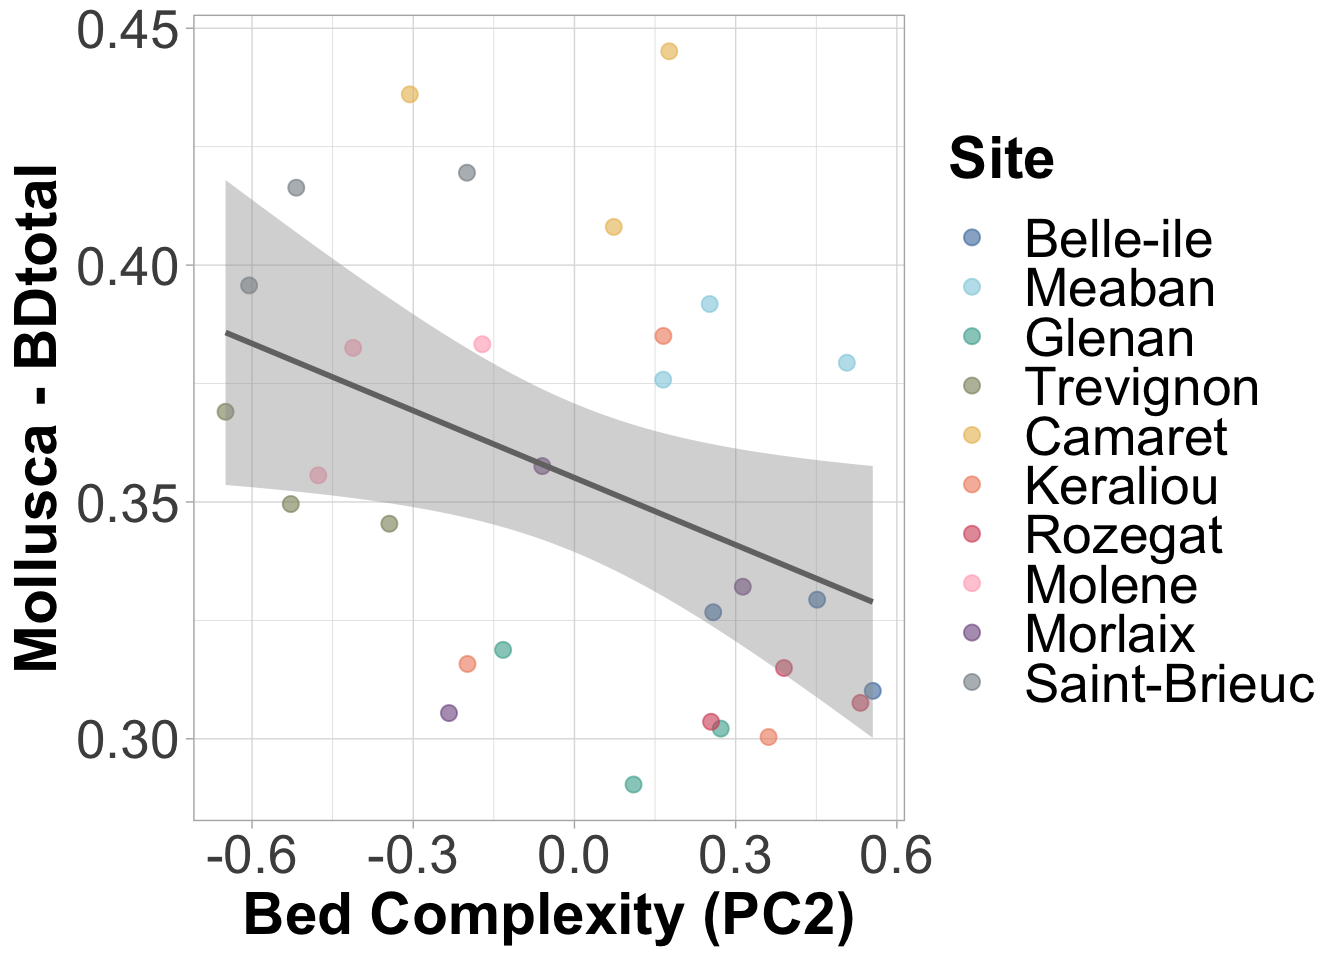 Mollusca - BDtotal
0.45
0.40
0.35
0.30
-0.6
-0.3
0.0
0.3
0.6
Bed Complexity (PC2)
Site
Belle-ile
Meaban
Glenan
Trevignon
Camaret
Keraliou
Rozegat
Molene
Morlaix
Saint-Brieuc